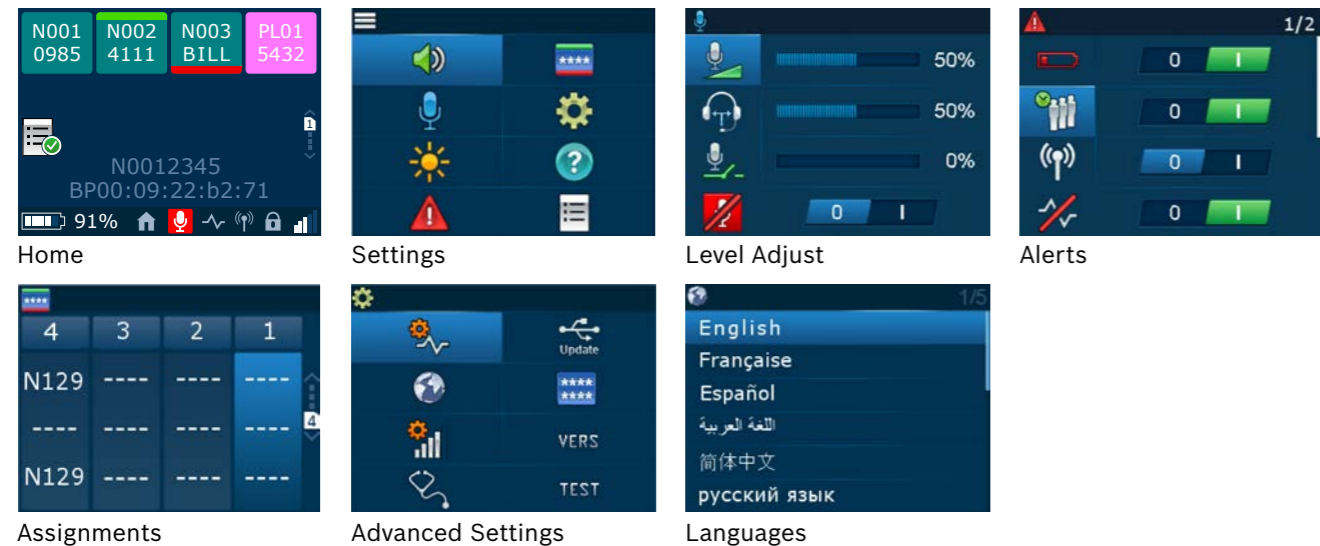 N001 N002 N003 PL01
0985 4111 BILL 5432
1
N0012345
BP00:09:22:b2:71
91%
Home
****
Settings
50%
50%
0%
0 I
Level Adjust
1/2
0 I
0 I
0 I
0 I
Alerts
****
4 3 2 1
N129 ---- ---- ----
---- ---- ---- ----
4
N129 ---- ---- ----
Assignments
Update
****
****
VERS
TEST
Advanced Settings
1/5
English
Française
Español
اللغة العربية
简体中文
русский язык
Languages